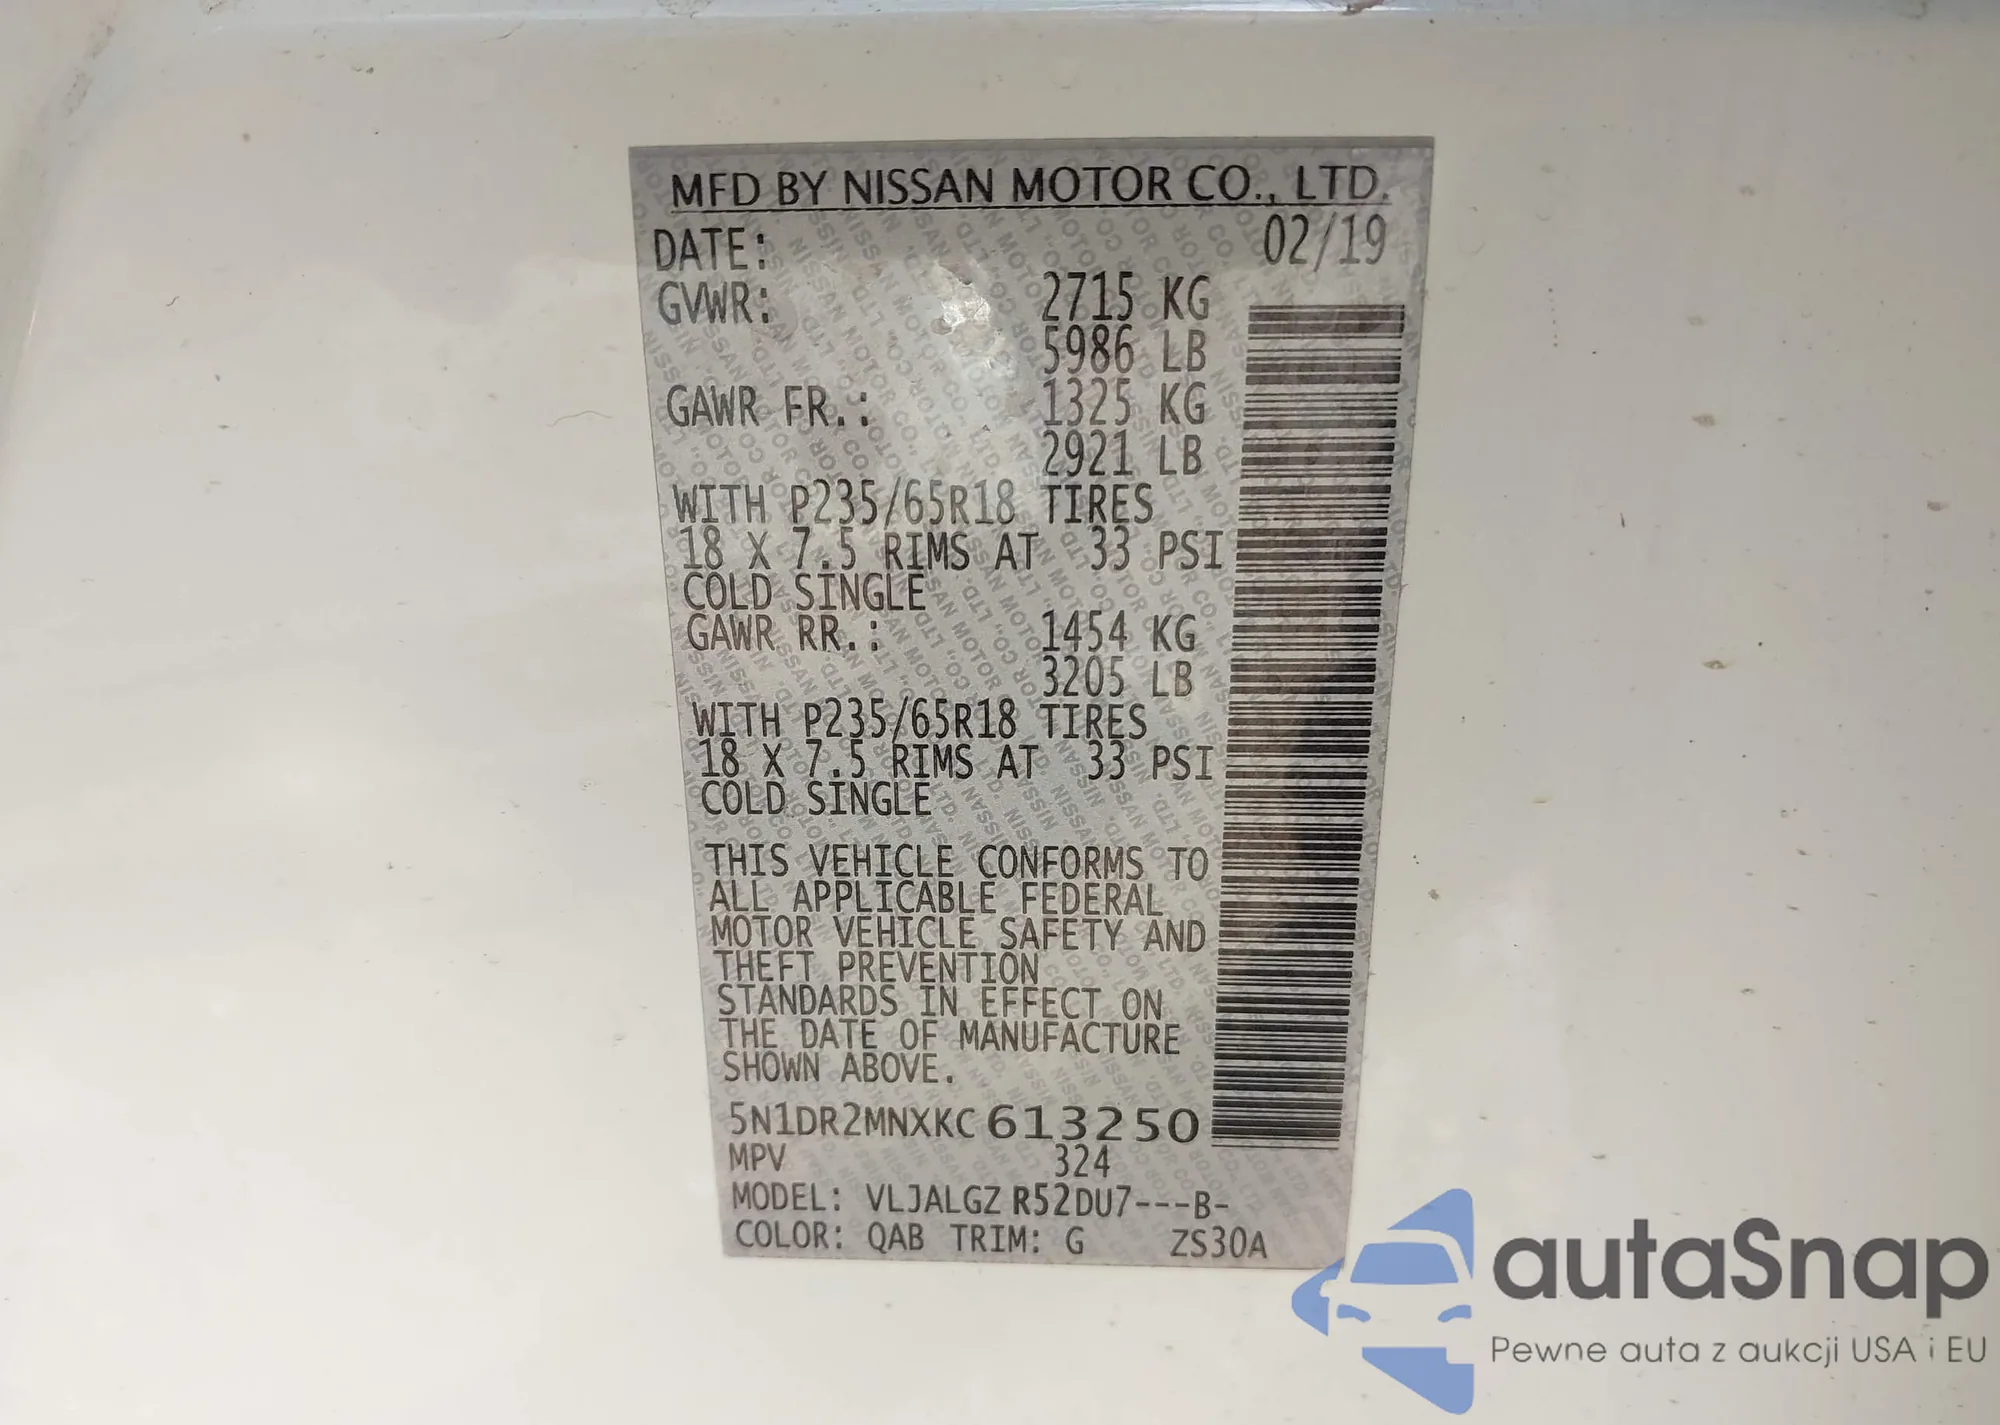 MFD BY NISSAN MOTOR CO., LTD.
DATE: 02/19
GVWR: 2715 KG
5986 LB
GAWR FR.: 1325 KG
2921 LB
WITH P235/65R18 TIRES
18 X 7.5 RIMS AT 33 PSI
COLD SINGLE
GAWR RR.: 1454 KG
3205 LB
WITH P235/65R18 TIRES
18 X 7.5 RIMS AT 33 PSI
COLD SINGLE
THIS VEHICLE CONFORMS TO
ALL APPLICABLE FEDERAL
MOTOR VEHICLE SAFETY AND
THEFT PREVENTION
STANDARDS IN EFFECT ON
THE DATE OF MANUFACTURE
SHOWN ABOVE.
5N1DR2MNXKC613250
MPV 324
MODEL: VLJALGZ R52DU7---B-
COLOR: QAB TRIM: G ZS30A
autaSnap
Pewne auta z aukcji USA i EU